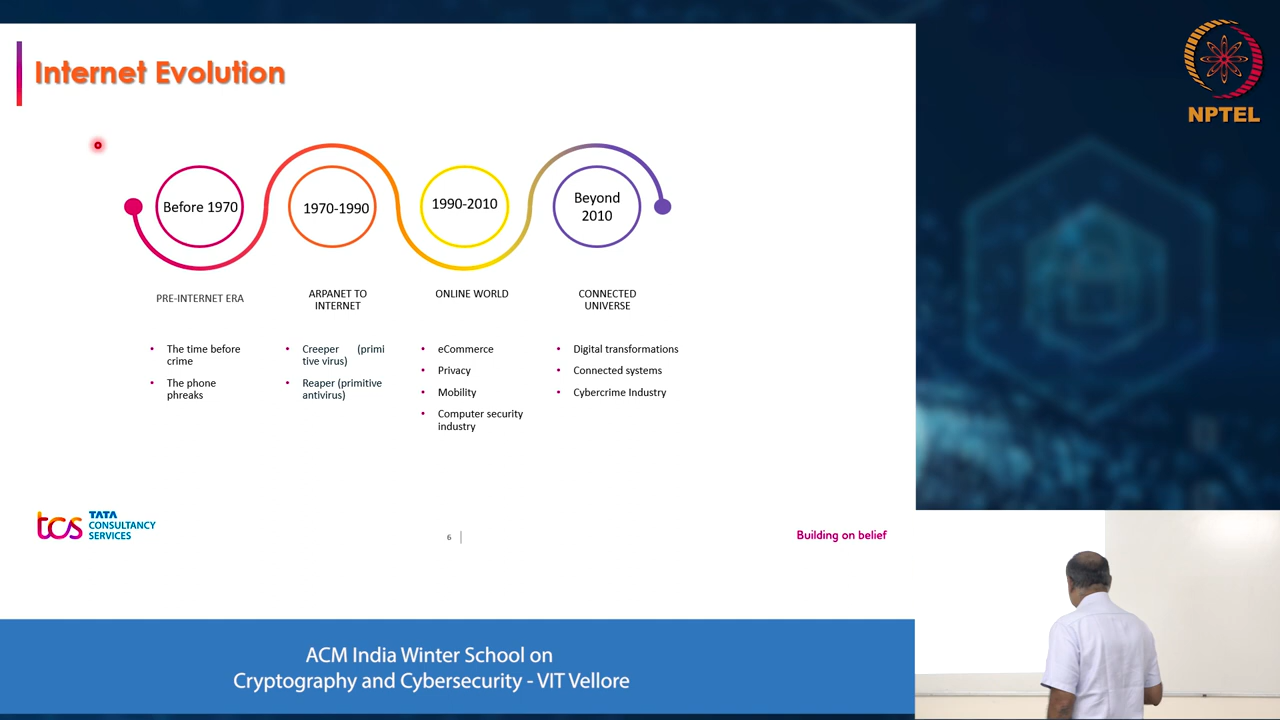 Internet Evolution
NPTEL
Before 1970
1970-1990
1990-2010
Beyond
2010
PRE-INTERNET ERA
ARPANET TO
INTERNET
ONLINE WORLD
CONNECTED
UNIVERSE
• The time before
crime
• The phone
phreaks
• Creeper (primi
tive virus)
• Reaper (primitive
antivirus)
• eCommerce
• Privacy
• Mobility
• Computer security
industry
• Digital transformations
• Connected systems
• Cybercrime Industry
tcs TATA
CONSULTANCY
SERVICES
6
Building on belief
ACM India Winter School on
Cryptography and Cybersecurity - VIT Vellore